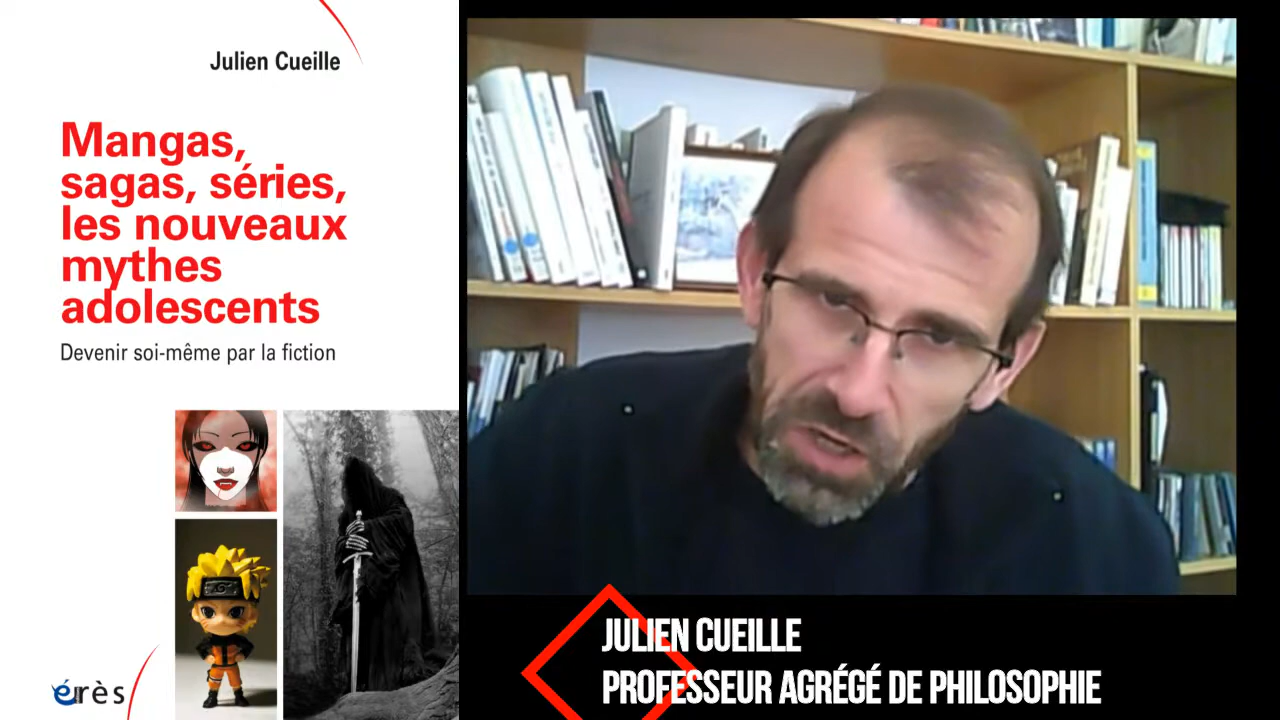 Julien Cueille
Mangas,
sagas, séries,
les nouveaux
mythes
adolescents
Devenir soi-même par la fiction
érès
JULIEN CUEILLE
PROFESSEUR AGRÉGÉ DE PHILOSOPHIE